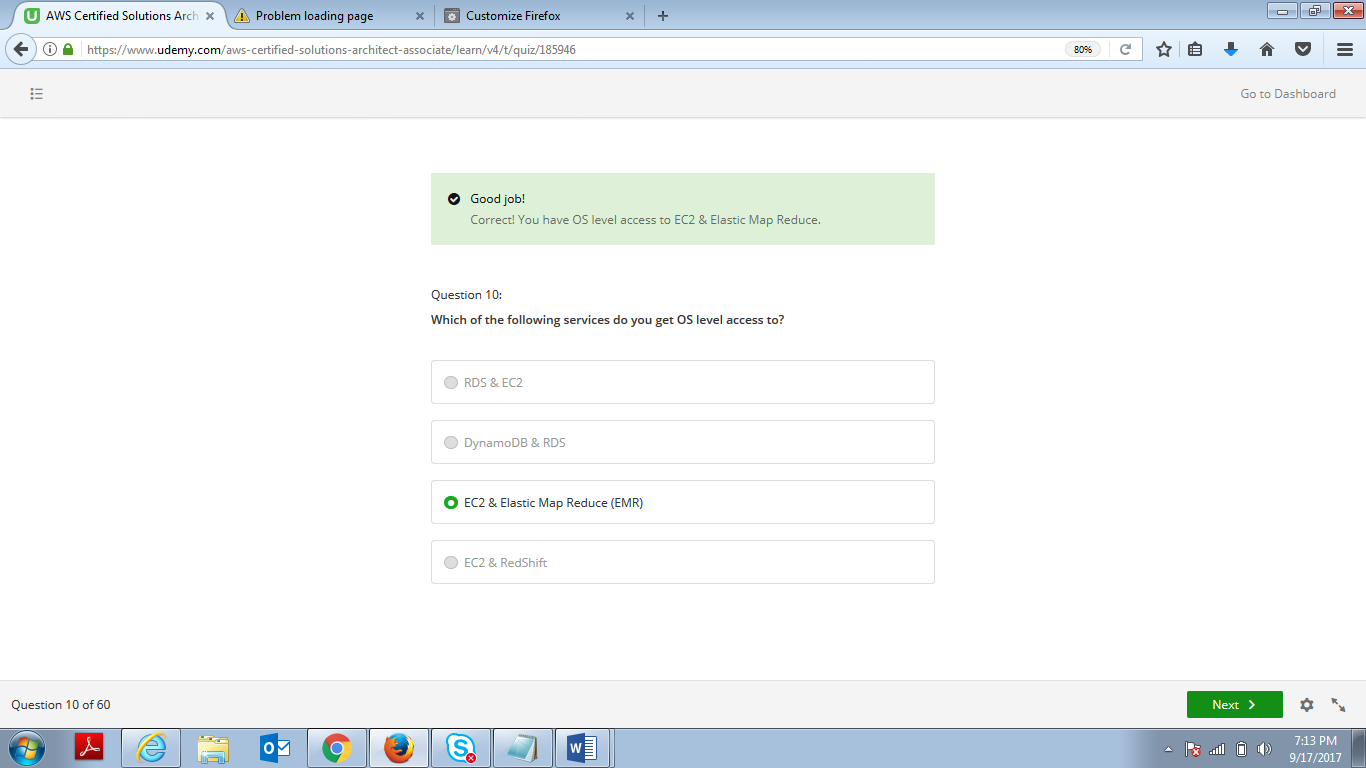 AWS Certified Solutions Arch
Problem loading page
Customize Firefox
https://www.udemy.com/aws-certified-solutions-architect-associate/learn/v4/t/quiz/185946
80%
Go to Dashboard
Good job!
Correct! You have OS level access to EC2 & Elastic Map Reduce.
Question 10:
Which of the following services do you get OS level access to?
RDS & EC2
DynamoDB & RDS
EC2 & Elastic Map Reduce (EMR)
EC2 & RedShift
Question 10 of 60
Next
7:13 PM
9/17/2017